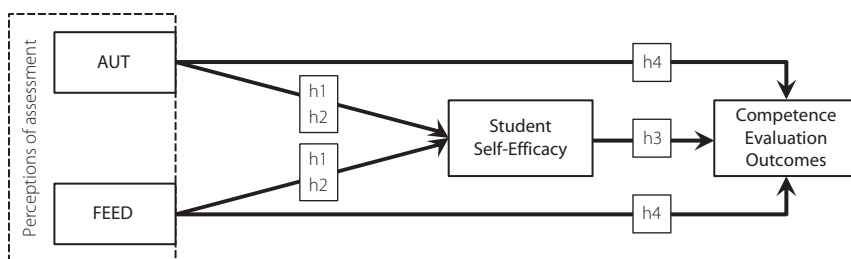 Perceptions of assessment
AUT
h4
h1
h2
Student
Self-Efficacy
h3
Competence
Evaluation
Outcomes
h1
h2
FEED
h4